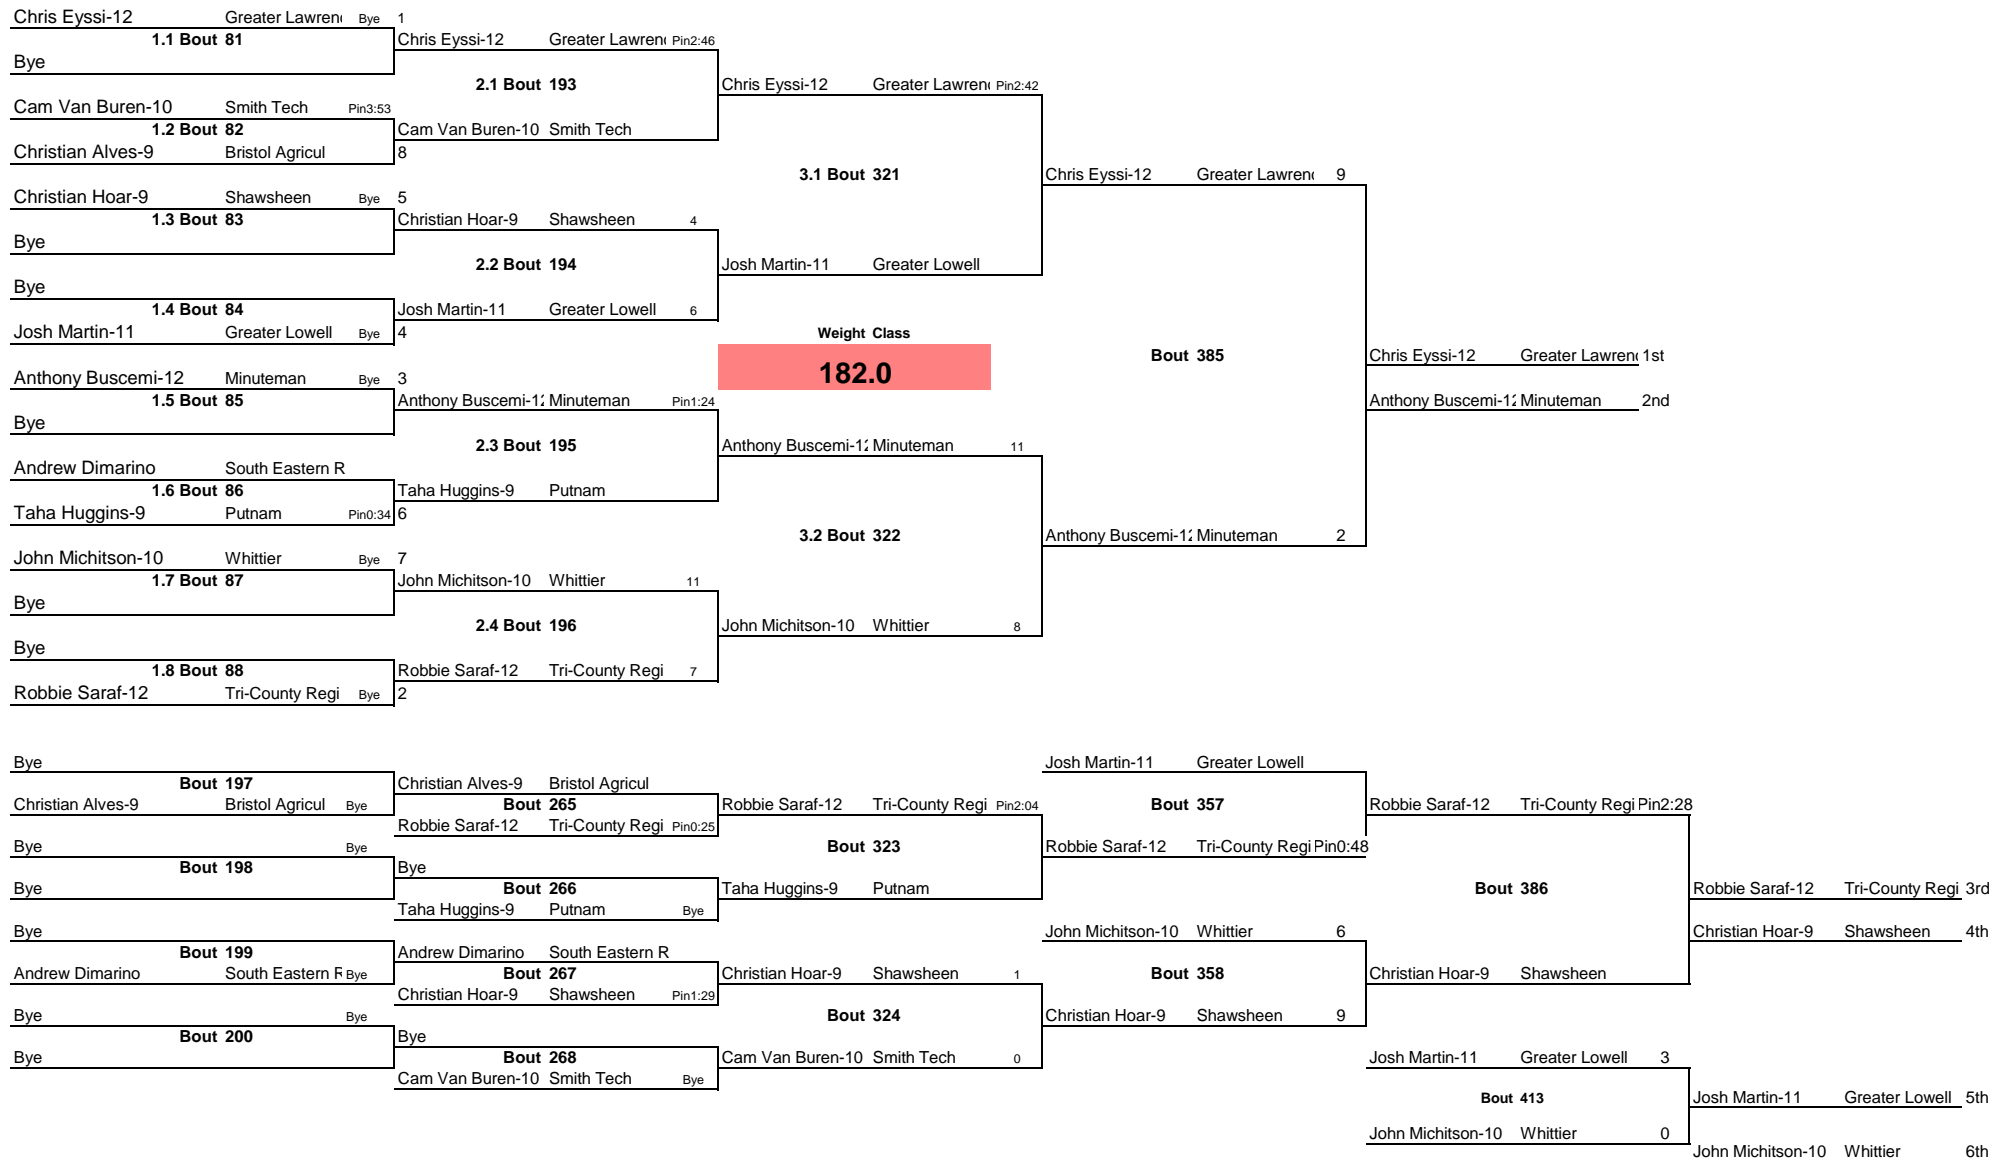 Chris Eyssi-12 Greater Lawren Bye 1
1.1 Bout 81
Bye
Chris Eyssi-12 Greater Lawren Pin2:46
2.1 Bout 193
Cam Van Buren-10 Smith Tech Pin3:53
1.2 Bout 82
Christian Alves-9 Bristol Agricul 8
Cam Van Buren-10 Smith Tech
Chris Eyssi-12 Greater Lawren Pin2:42
3.1 Bout 321
Christian Hoar-9 Shawsheen Bye 5
1.3 Bout 83
Bye
Christian Hoar-9 Shawsheen 4
2.2 Bout 194
Bye
1.4 Bout 84
Josh Martin-11 Greater Lowell Bye 4
Josh Martin-11 Greater Lowell 6
Josh Martin-11 Greater Lowell
Chris Eyssi-12 Greater Lawren 9
Weight Class
182.0
Bout 385
Chris Eyssi-12 Greater Lawren 1st
Anthony Buscemi-12 Minuteman 2nd
Anthony Buscemi-12 Minuteman Bye 3
1.5 Bout 85
Bye
Anthony Buscemi-12 Minuteman Pin1:24
2.3 Bout 195
Andrew Dimarino South Eastern R
1.6 Bout 86
Taha Huggins-9 Putnam Pin0:34 6
Taha Huggins-9 Putnam
Anthony Buscemi-12 Minuteman 11
3.2 Bout 322
Anthony Buscemi-12 Minuteman 2
John Michitson-10 Whittier Bye 7
1.7 Bout 87
Bye
John Michitson-10 Whittier 11
2.4 Bout 196
Bye
1.8 Bout 88
Robbie Saraf-12 Tri-County Regi Bye 2
Robbie Saraf-12 Tri-County Regi 7
John Michitson-10 Whittier 8
Bye
Bout 197
Christian Alves-9 Bristol Agricul Bye
Christian Alves-9 Bristol Agricul
Bout 265
Robbie Saraf-12 Tri-County Regi Pin0:25
Robbie Saraf-12 Tri-County Regi Pin2:04
Bout 323
Bye Bye
Bout 198
Bye
Bye
Bout 266
Taha Huggins-9 Putnam Bye
Taha Huggins-9 Putnam
Josh Martin-11 Greater Lowell
Bout 357
Robbie Saraf-12 Tri-County Regi Pin0:48
Robbie Saraf-12 Tri-County Regi Pin2:28
Bout 386
Robbie Saraf-12 Tri-County Regi 3rd
Christian Hoar-9 Shawsheen 4th
Bye
Bout 199
Andrew Dimarino South Eastern R Bye
Andrew Dimarino South Eastern R
Bout 267
Christian Hoar-9 Shawsheen Pin1:29
Christian Hoar-9 Shawsheen 1
Bout 324
Bye Bye
Bout 200
Bye
Bye
Bout 268
Cam Van Buren-10 Smith Tech Bye
Cam Van Buren-10 Smith Tech 0
John Michitson-10 Whittier 6
Bout 358
Christian Hoar-9 Shawsheen 9
Christian Hoar-9 Shawsheen
Josh Martin-11 Greater Lowell 3
Bout 413
John Michitson-10 Whittier 0
Josh Martin-11 Greater Lowell 5th
John Michitson-10 Whittier 6th